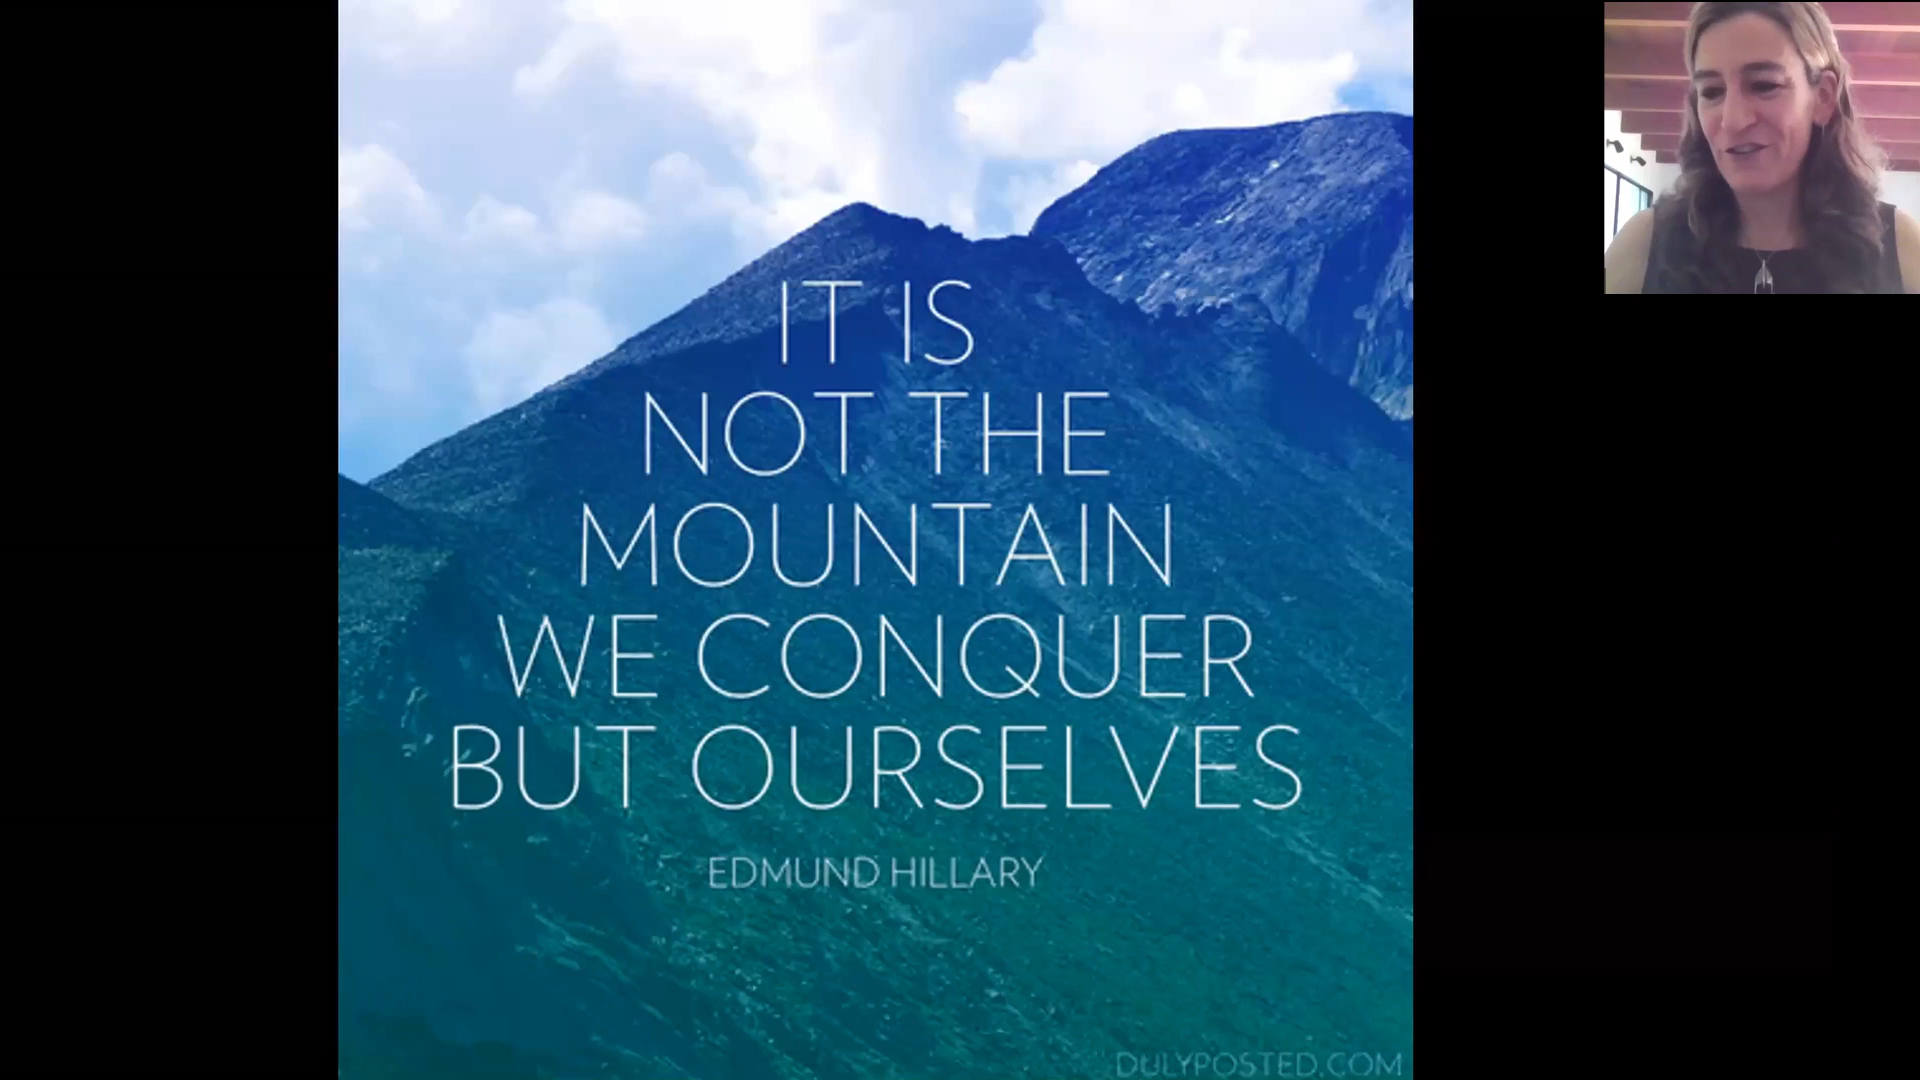 IT IS
NOT THE
MOUNTAIN
WE CONQUER
BUT OURSELVES
EDMUND HILLARY
DULYPOSTED.COM